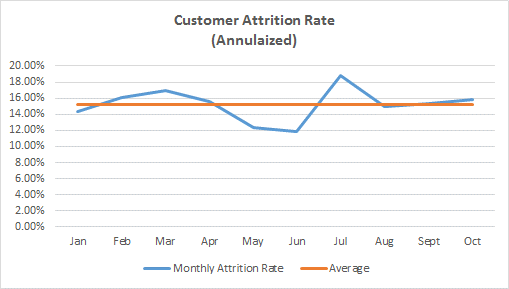 Customer Attrition Rate
(Annulaized)
20.00%
18.00%
16.00%
14.00%
12.00%
10.00%
8.00%
6.00%
4.00%
2.00%
0.00%
Jan Feb Mar Apr May Jun Jul Aug Sept Oct
Monthly Attrition Rate Average